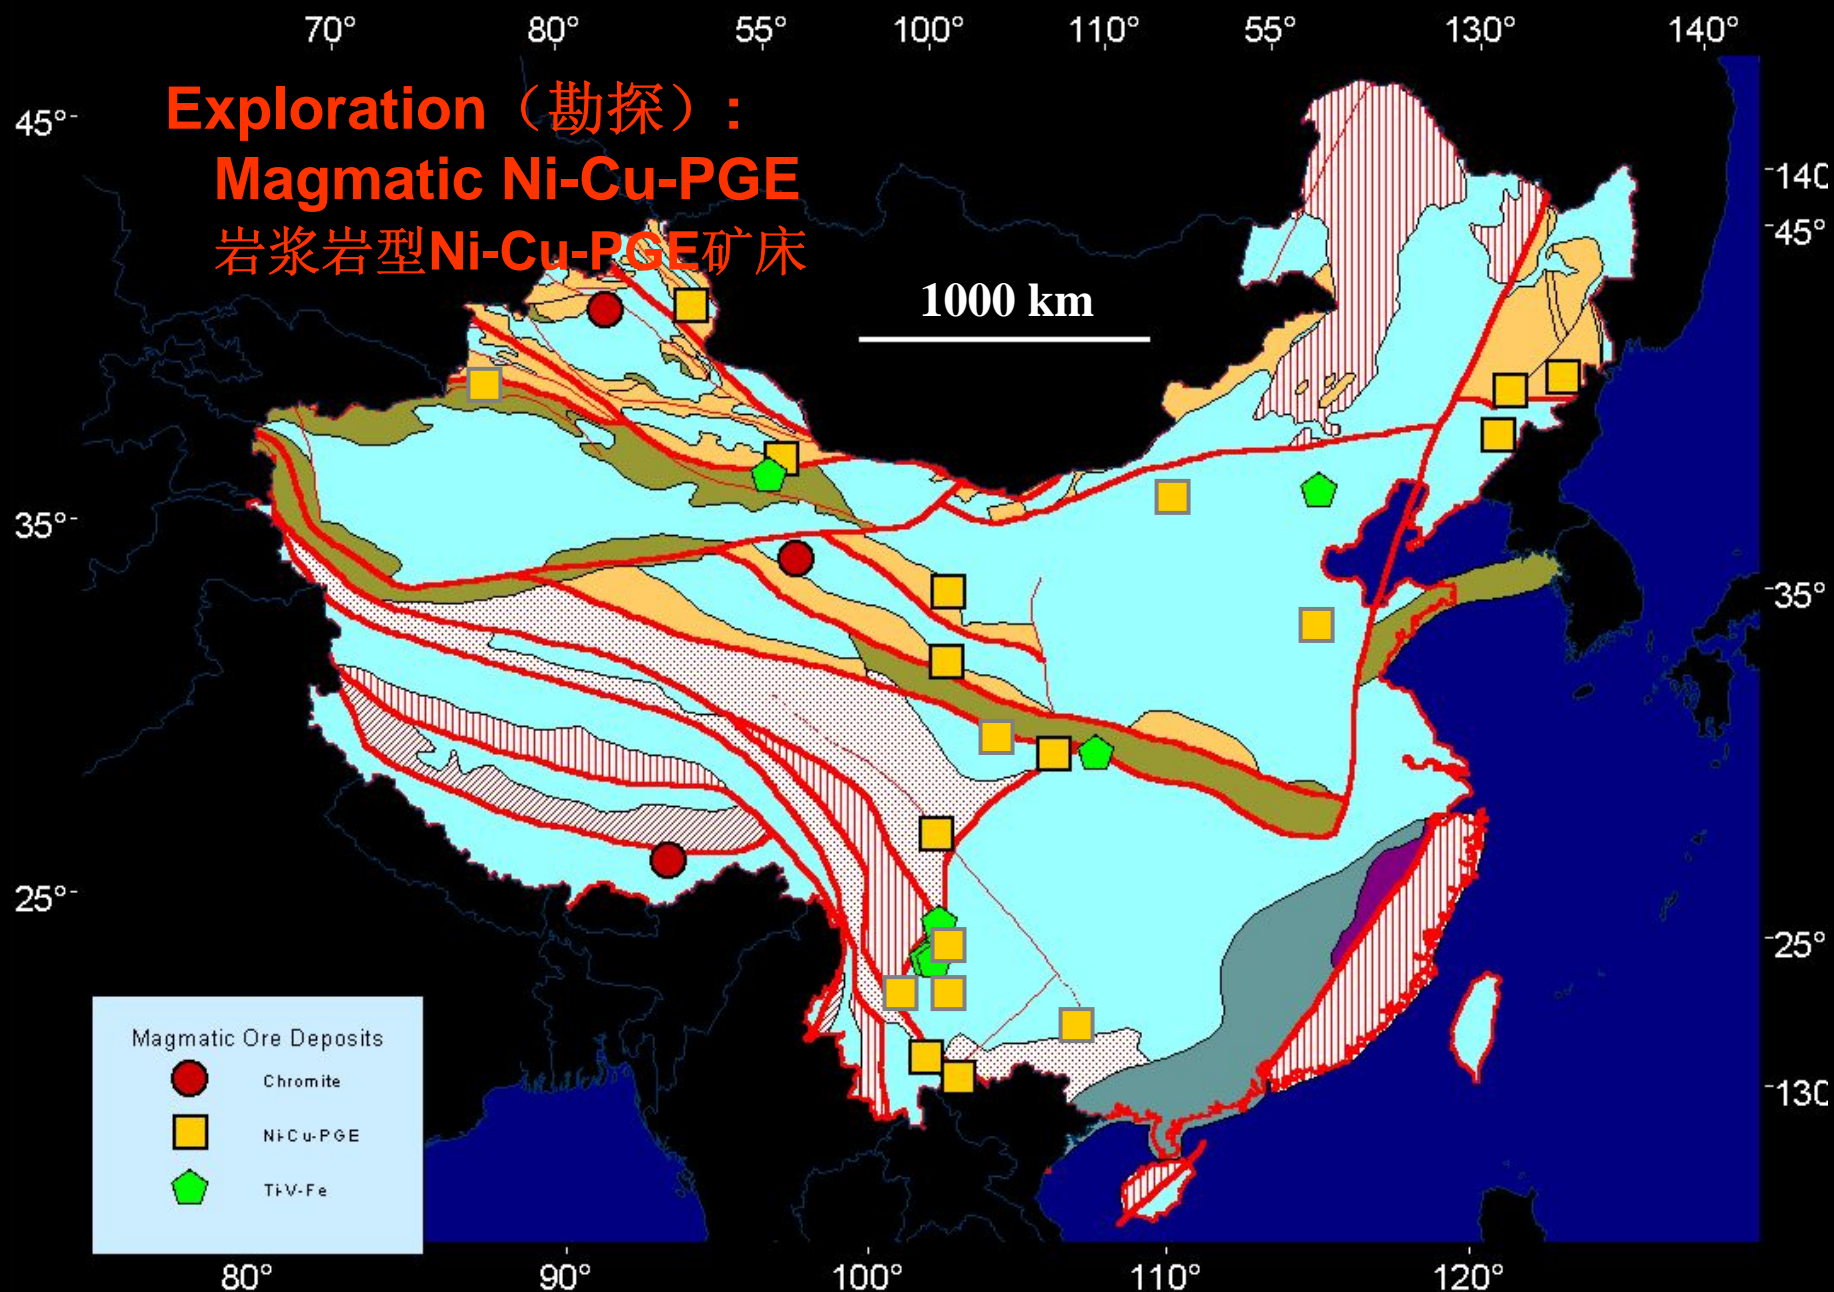 70° 80° 55° 100° 110° 55° 130° 140°
Exploration（勘探）:
Magmatic Ni-Cu-PGE
岩浆岩型Ni-Cu-PGE矿床
1000 km
45°
35°
25°
140
45°
35°
25°
130
Magmatic Ore Deposits
Chromite
Ni-Cu-PGE
Ti-V-Fe
80° 90° 100° 110° 120°